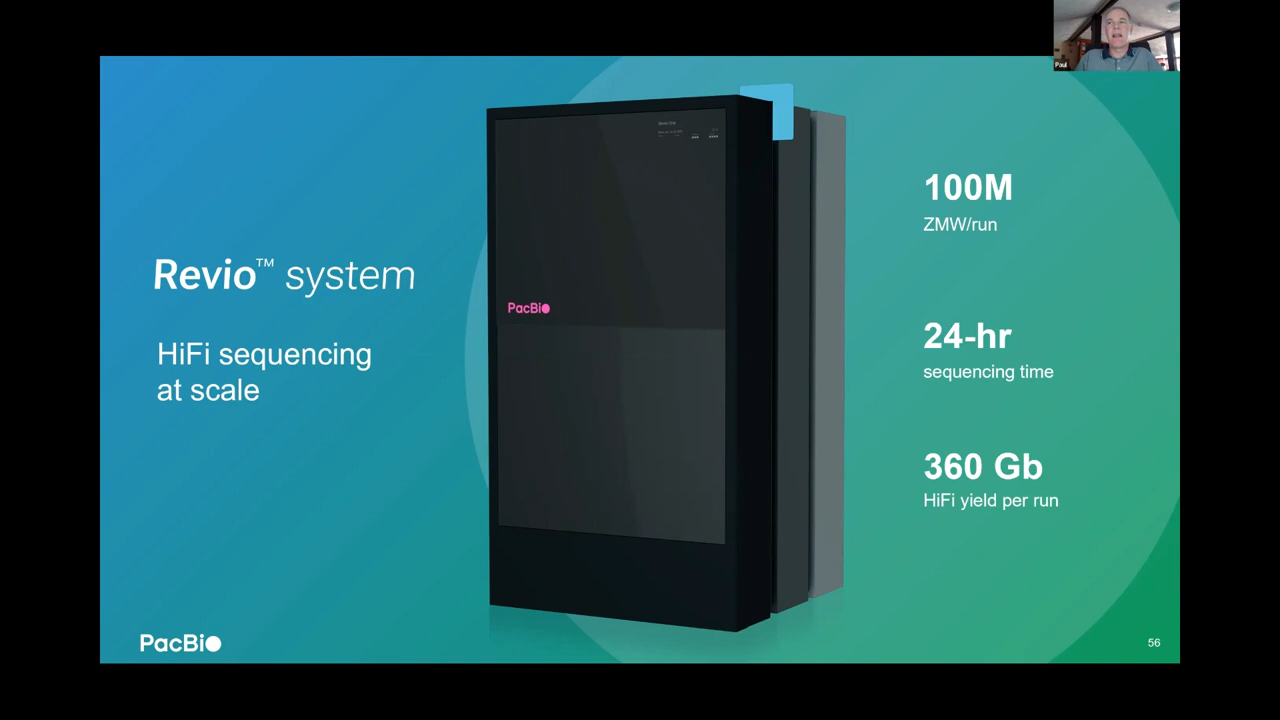 Paul
Revio™ system
HiFi sequencing
at scale
PacBio
100M
ZMW/run
24-hr
sequencing time
360 Gb
HiFi yield per run
PacBio
56